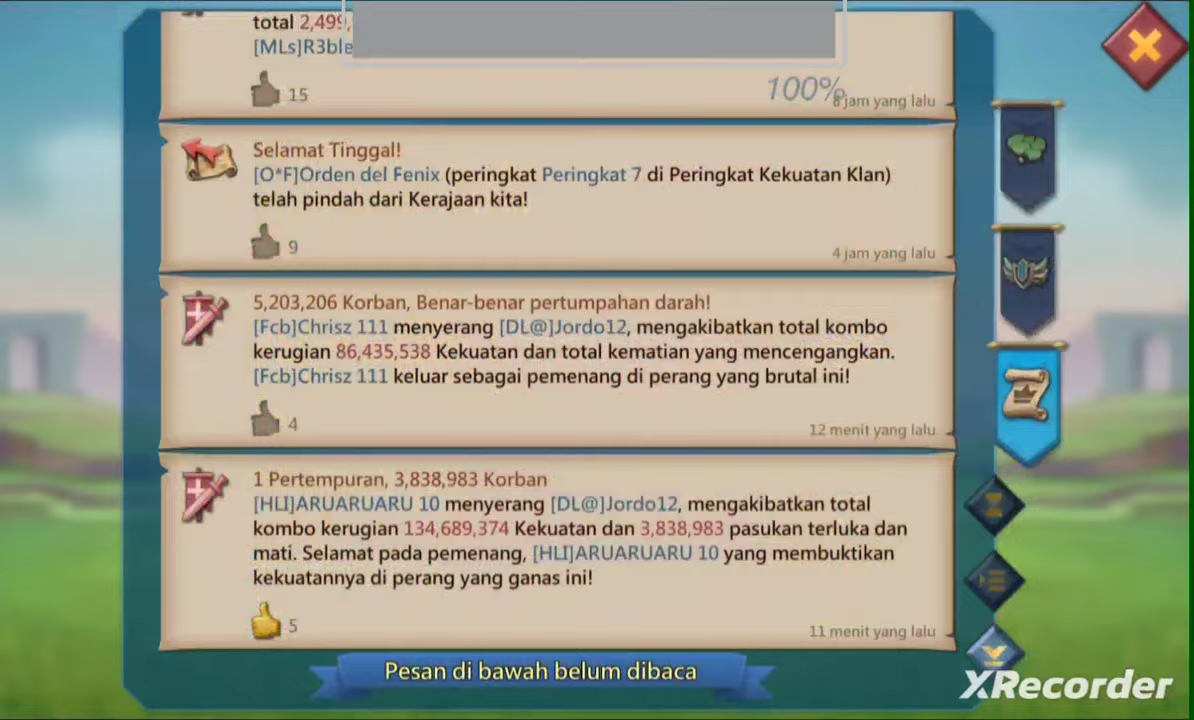 total 2,499,
[MLs]R3ble
15
100%
8 jam yang lalu
Selamat Tinggal!
[O*F]Orden del Fenix (peringkat Peringkat 7 di Peringkat Kekuatan Klan)
telah pindah dari Kerajaan kita!
9
4 jam yang lalu
5,203,206 Korban, Benar-benar pertumpahan darah!
[Fcb]Chrisz 111 menyerang [DL@]Jordo12, mengakibatkan total kombo
kerugian 86,435,538 Kekuatan dan total kematian yang mencengangkan.
[Fcb]Chrisz 111 keluar sebagai pemenang di perang yang brutal ini!
4
12 menit yang lalu
1 Pertempuran, 3,838,983 Korban
[HLI]ARUARUARU 10 menyerang [DL@]Jordo12, mengakibatkan total
kombo kerugian 134,689,374 Kekuatan dan 3,838,983 pasukan terluka dan
mati. Selamat pada pemenang, [HLI]ARUARUARU 10 yang membuktikan
kekuatannya di perang yang ganas ini!
5
11 menit yang lalu
Pesan di bawah belum dibaca
XRecorder